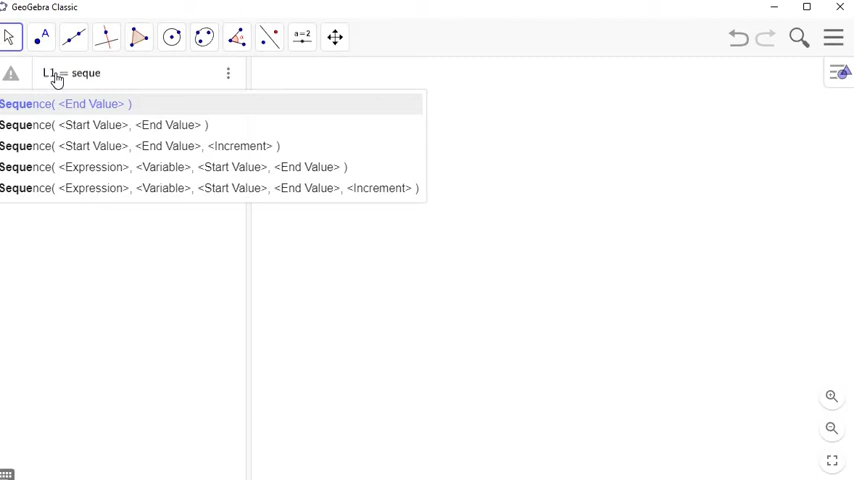 GeoGebra Classic
a=2
L1 = seque
Sequence( <End Value> )
Sequence( <Start Value>, <End Value> )
Sequence( <Start Value>, <End Value>, <Increment> )
Sequence( <Expression>, <Variable>, <Start Value>, <End Value> )
Sequence( <Expression>, <Variable>, <Start Value>, <End Value>, <Increment> )